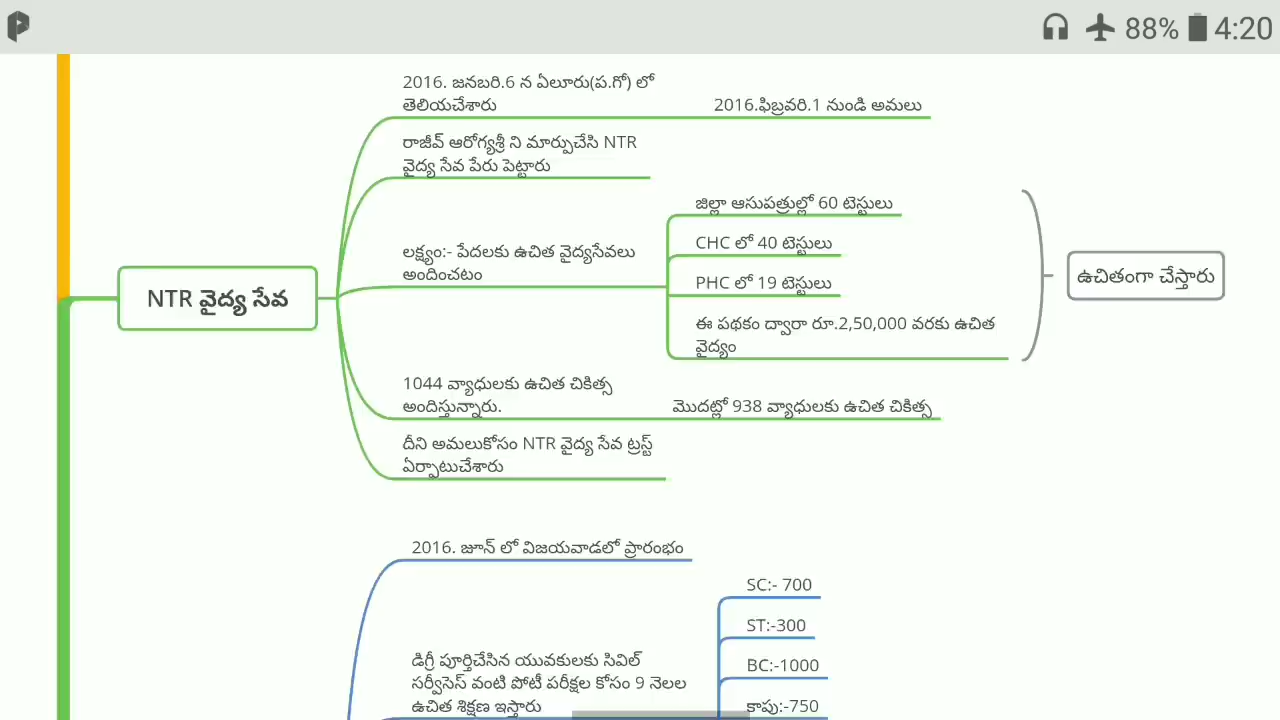 88% 4:20
2016. జనబరి.6 న ఏలూరు(ప.గో) లో
తెలియచేశారు
2016.ఫిబ్రవరి.1 నుండి అమలు
రాజీవ్ ఆరోగ్యశ్రీ ని మార్పుచేసి NTR
వైద్య సేవ పేరు పెట్టారు
జిల్లా ఆసుపత్రుల్లో 60 టెస్టులు
CHC లో 40 టెస్టులు
లక్ష్యం:- పేదలకు ఉచిత వైద్యసేవలు
అందించటం
PHC లో 19 టెస్టులు
ఈ పథకం ద్వారా రూ.2,50,000 వరకు ఉచిత
వైద్యం
ఉచితంగా చేస్తారు
NTR వైద్య సేవ
1044 వ్యాధులకు ఉచిత చికిత్స
అందిస్తున్నారు.
మొదట్లో 938 వ్యాధులకు ఉచిత చికిత్స
దీని అమలుకోసం NTR వైద్య సేవ ట్రస్ట్
ఏర్పాటుచేశారు
2016. జూన్ లో విజయవాడలో ప్రారంభం
SC:- 700
ST:-300
BC:-1000
కాపు:-750
డిగ్రీ పూర్తిచేసిన యువకులకు సివిల్
సర్వీసెస్ వంటి పోటీ పరీక్షల కోసం 9 నెలల
ఉచిత శిక్షణ ఇస్తారు